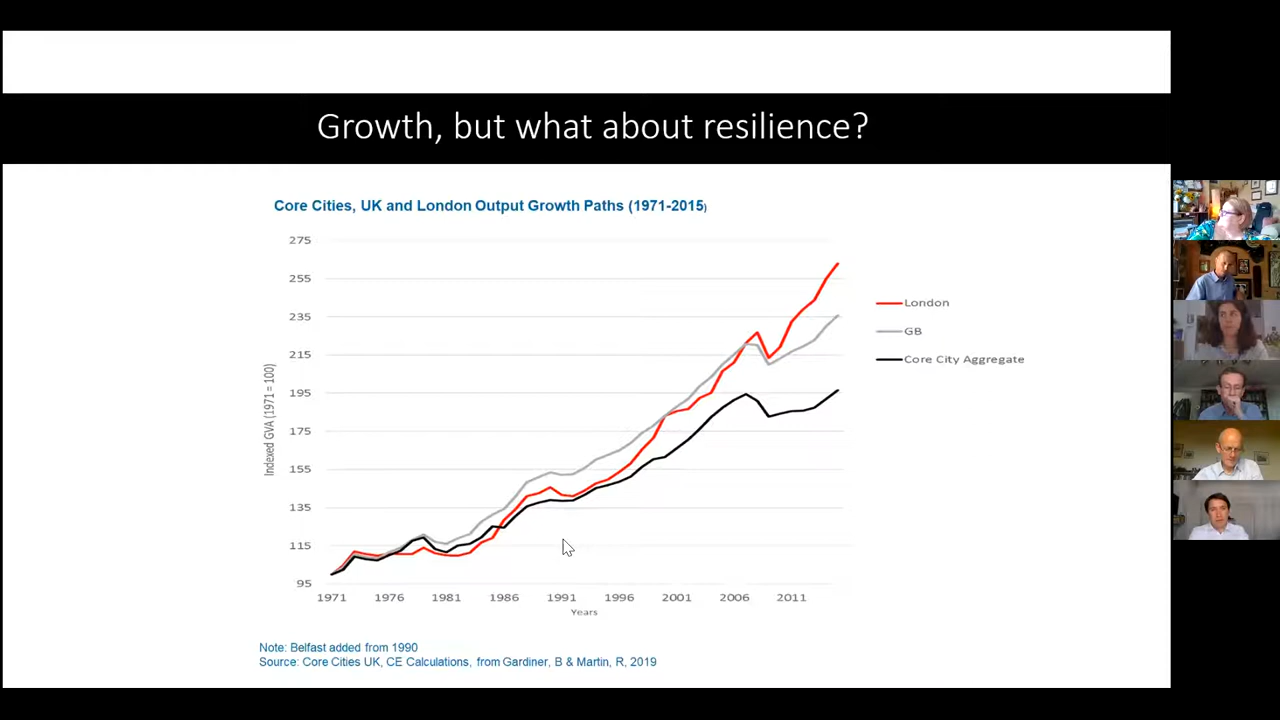 Growth, but what about resilience?
Core Cities, UK and London Output Growth Paths (1971-2015)
275
255
235
215
195
175
155
135
115
95
Indexed GVA (1971 = 100)
1971 1976 1981 1986 1991 1996 2001 2006 2011
Years
London
GB
Core City Aggregate
Note: Belfast added from 1990
Source: Core Cities UK, CE Calculations, from Gardiner, B & Martin, R, 2019